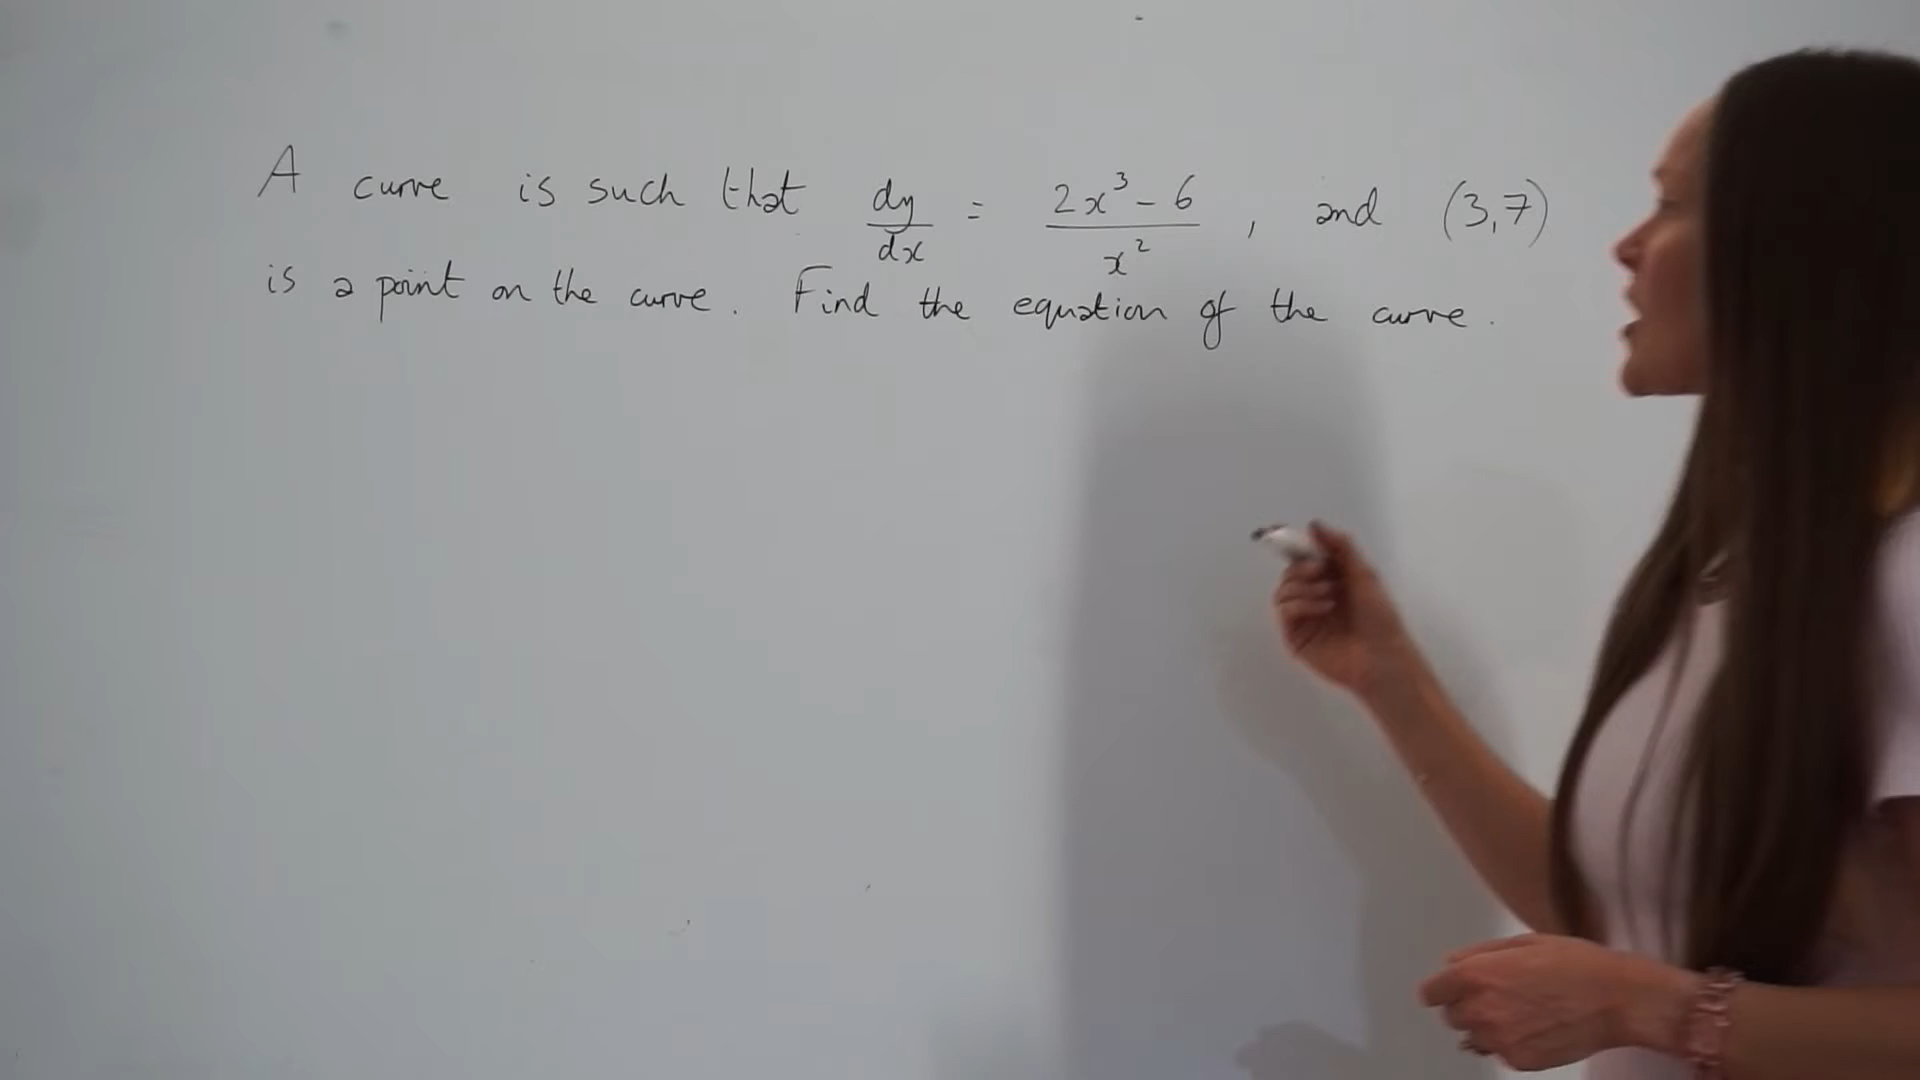 A curve is such that dy/dx = (2x³ - 6)/x², and (3,7)
is a point on the curve. Find the equation of the curve.